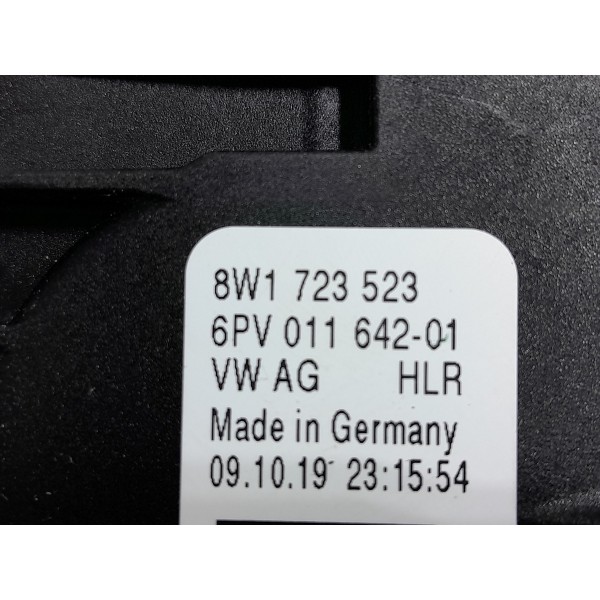 8W1 723 523
6PV 011 642-01
VW AG HLR
Made in Germany
09.10.19 23:15:54